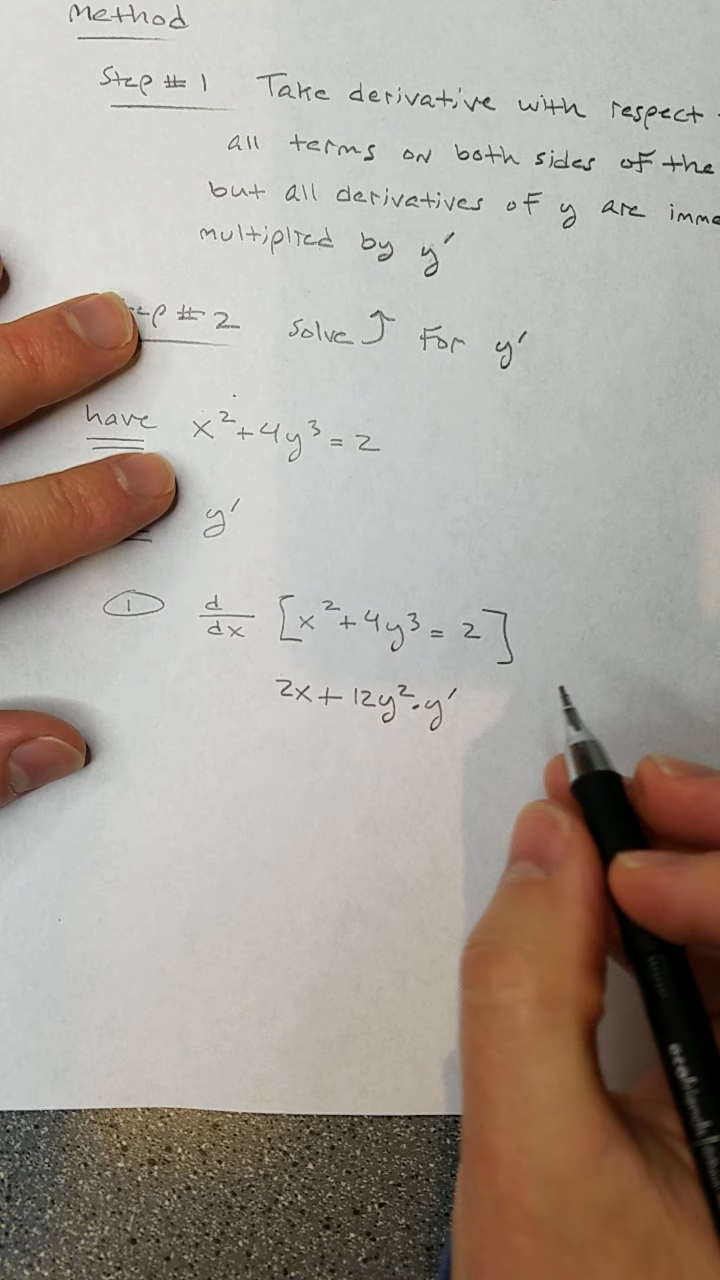 Method
Step # 1 Take derivative with respect
all terms on both sides of the
but all derivatives of y are imme
multiplied by y'
# 2 Solve ⤴ For y'
have x²+4y³=2
y'
① d/dx [x²+4y³=2]
2x+12y²·y'